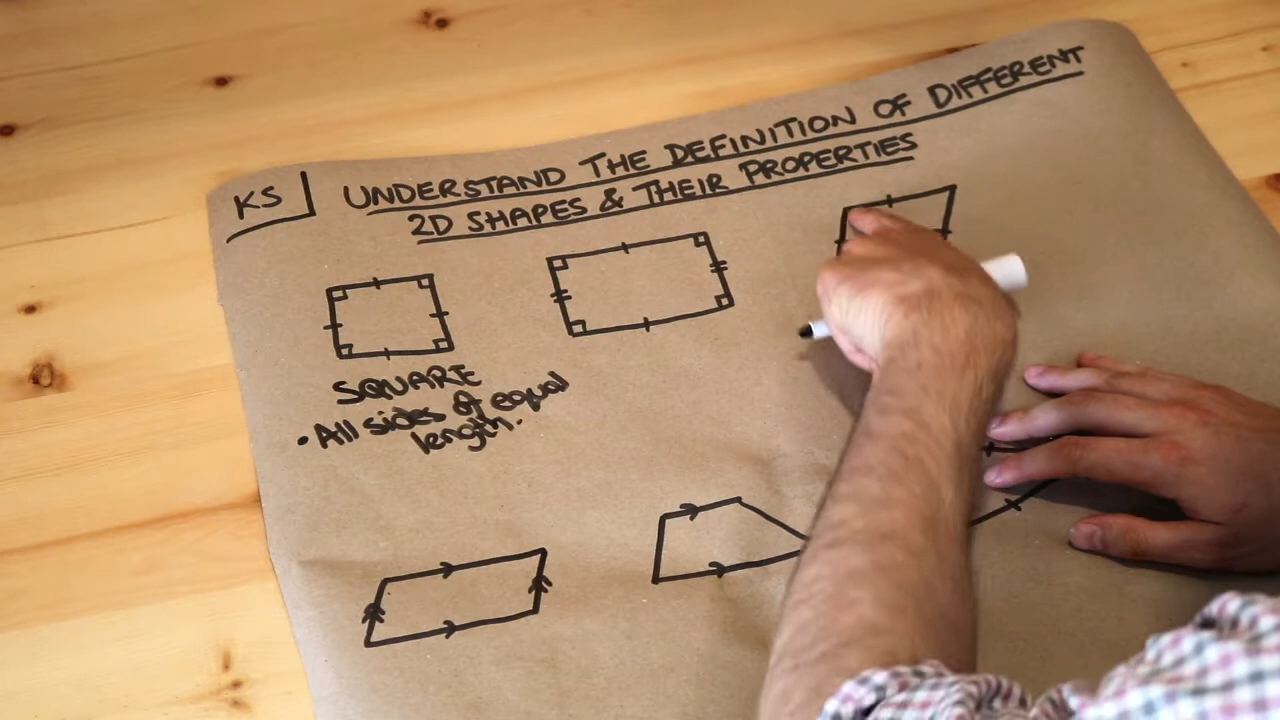 KS
UNDERSTAND THE DEFINITION OF DIFFERENT
2D SHAPES & THEIR PROPERTIES
SQUARE
• All sides of equal
length.